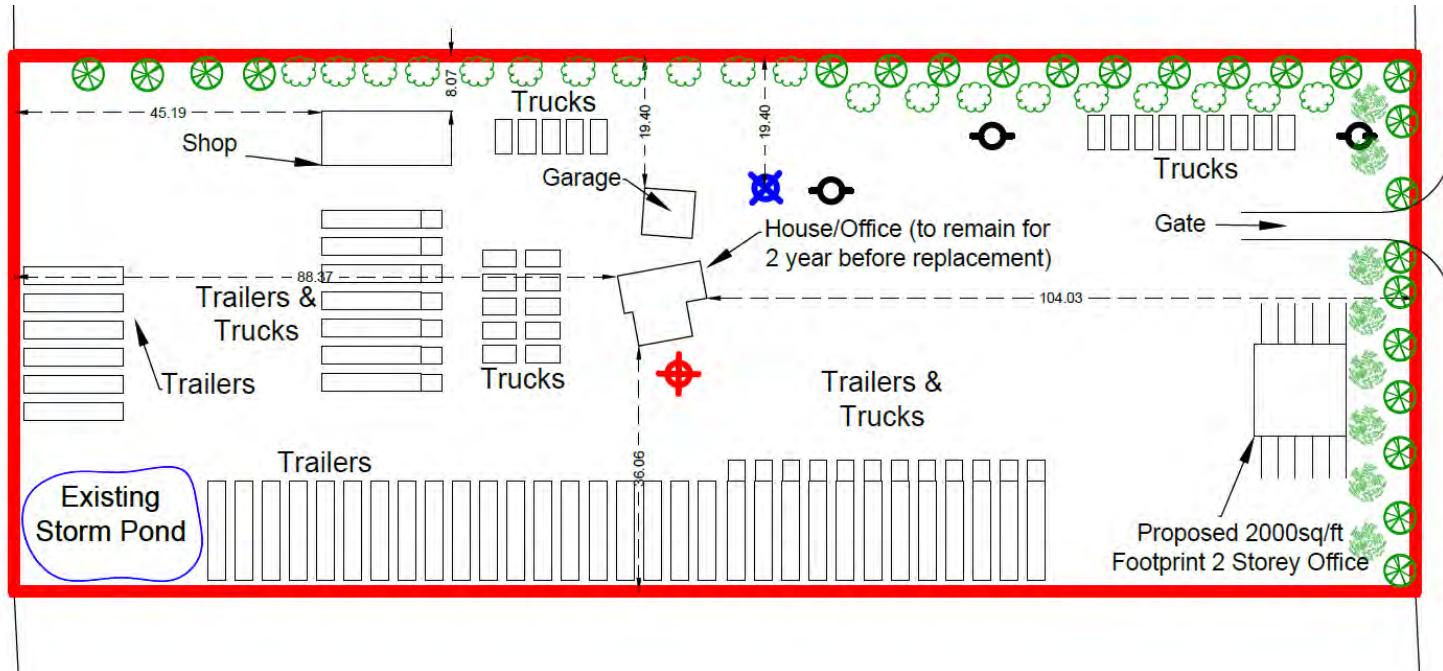 8.07
45.19
Shop
Trucks
19.40
19.40
Garage
Trucks
House/Office (to remain for
2 year before replacement)
Gate
88.37
104.03
Trailers &
Trucks
Trailers
Trucks
Trailers &
Trucks
Trailers
36.06
Existing
Storm Pond
Proposed 2000sq/ft
Footprint 2 Storey Office